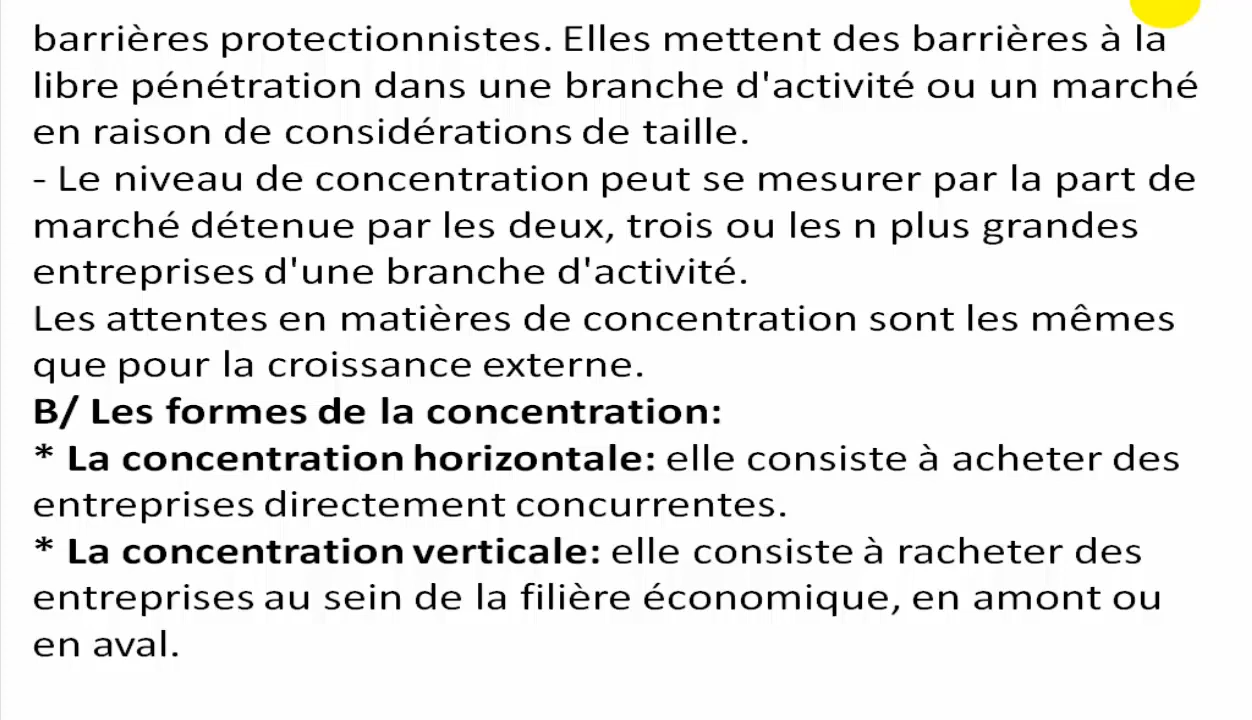 barrières protectionnistes. Elles mettent des barrières à la
libre pénétration dans une branche d'activité ou un marché
en raison de considérations de taille.
- Le niveau de concentration peut se mesurer par la part de
marché détenue par les deux, trois ou les n plus grandes
entreprises d'une branche d'activité.
Les attentes en matières de concentration sont les mêmes
que pour la croissance externe.
B/ Les formes de la concentration:
* La concentration horizontale: elle consiste à acheter des
entreprises directement concurrentes.
* La concentration verticale: elle consiste à racheter des
entreprises au sein de la filière économique, en amont ou
en aval.